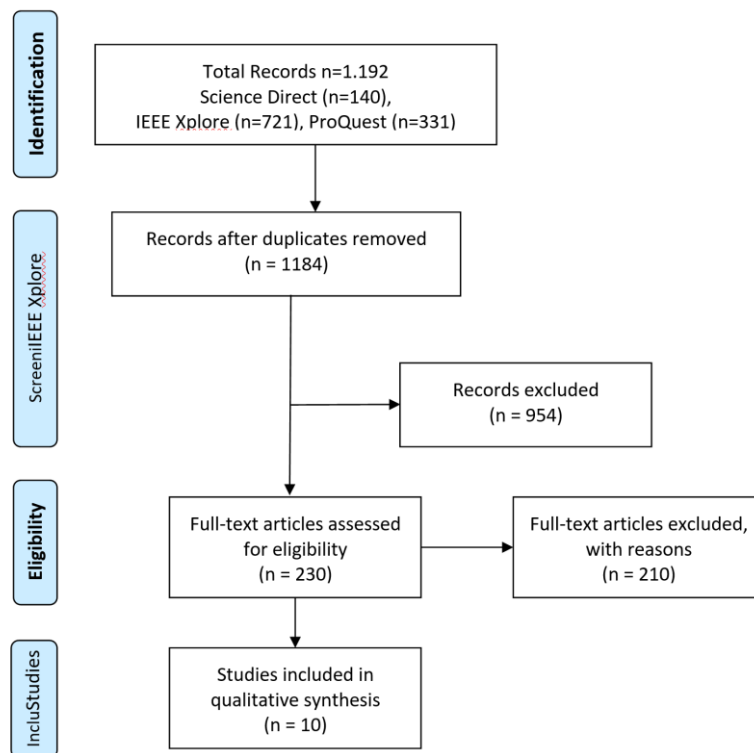 Identification
Total Records n=1.192
Science Direct (n=140),
IEEE Xplore (n=721), ProQuest (n=331)
ScreeniIEEE Xplore
Records after duplicates removed
(n = 1184)
Records excluded
(n = 954)
Eligibility
Full-text articles assessed
for eligibility
(n = 230)
Full-text articles excluded,
with reasons
(n = 210)
IncluStudies
Studies included in
qualitative synthesis
(n = 10)